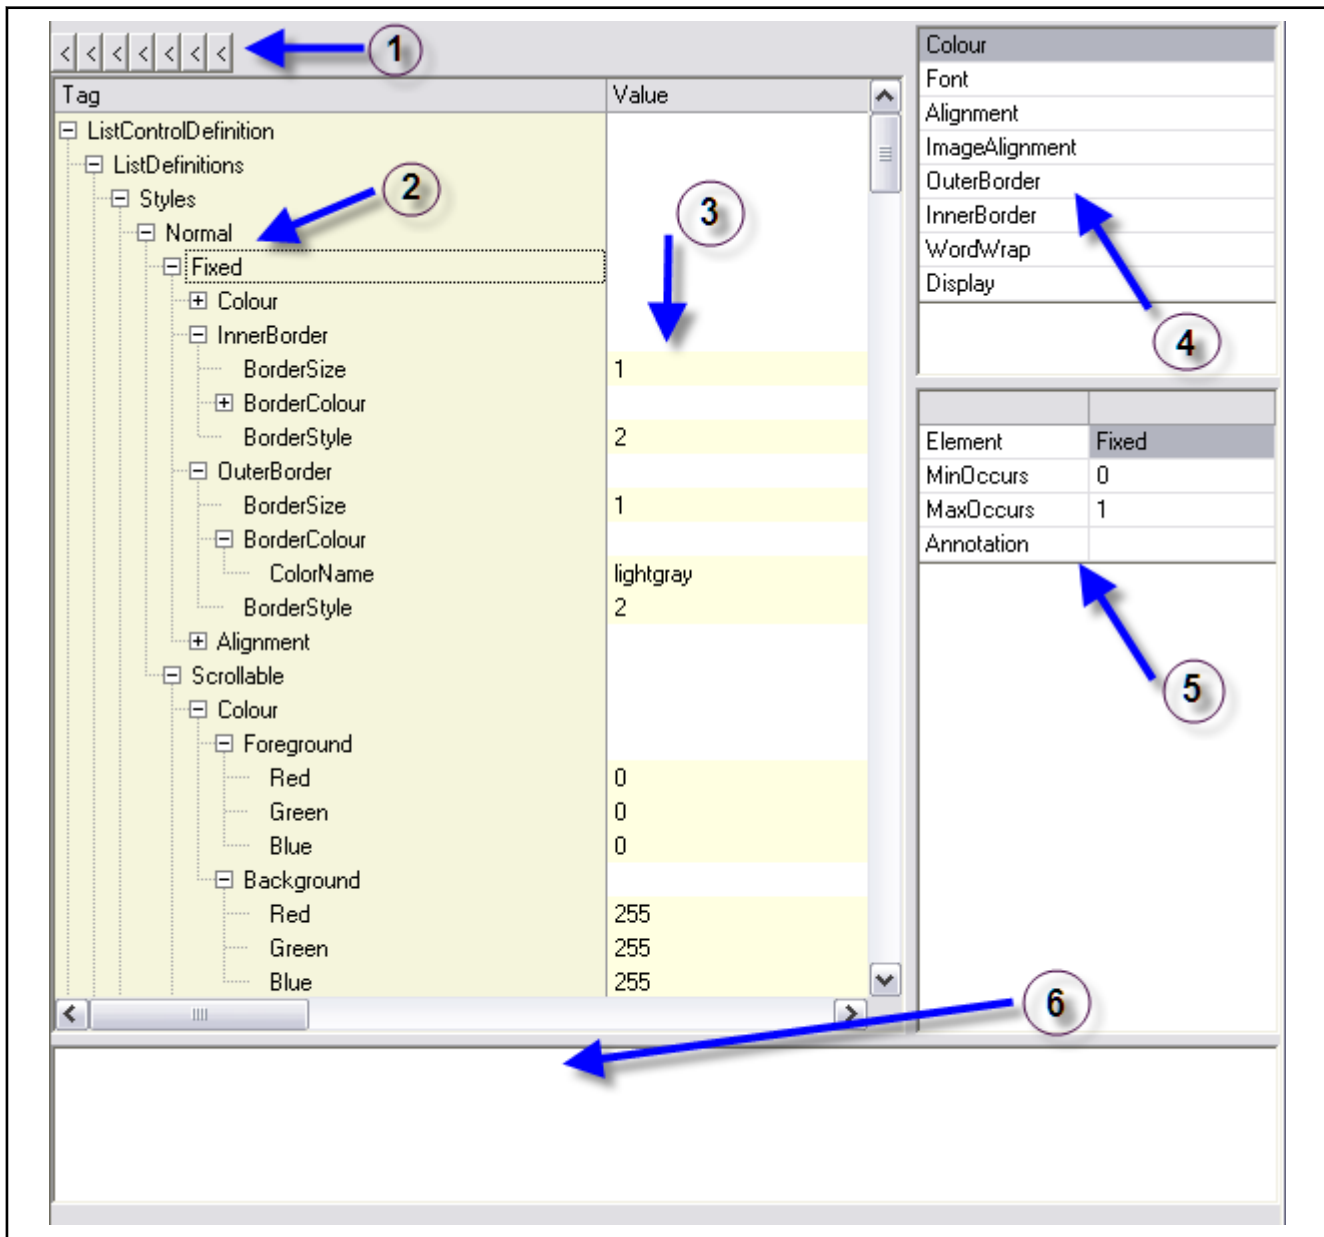 < < < < < < <
1
Tag Value
ListControlDefinition
ListDefinitions
Styles
2
Normal
3
Fixed
Colour
InnerBorder
BorderSize 1
BorderColour
BorderStyle 2
OuterBorder
BorderSize 1
BorderColour
ColorName lightgray
BorderStyle 2
Alignment
Scrollable
Colour
Foreground
Red 0
Green 0
Blue 0
Background
Red 255
Green 255
Blue 255
Colour
Font
Alignment
ImageAlignment
OuterBorder
InnerBorder
WordWrap
Display
4
Element Fixed
MinOccurs 0
MaxOccurs 1
Annotation
5
6